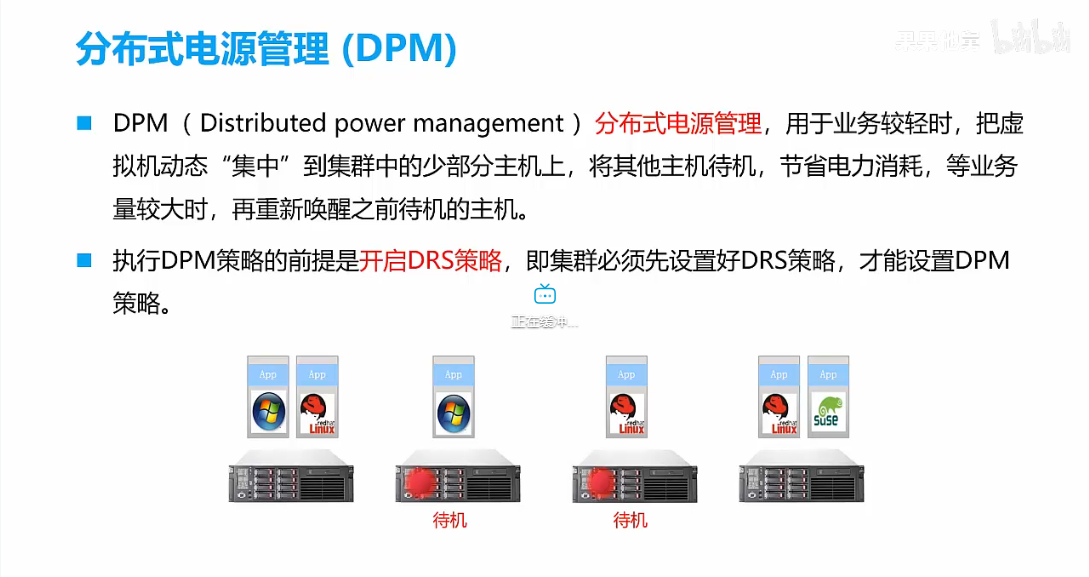 果果他靠 bilibili
分布式电源管理 (DPM)
DPM（Distributed power management）分布式电源管理，用于业务较轻时，把虚
拟机动态“集中”到集群中的少部分主机上，将其他主机待机，节省电力消耗，等业务
量较大时，再重新唤醒之前待机的主机。
执行DPM策略的前提是开启DRS策略，即集群必须先设置好DRS策略，才能设置DPM
策略。
正在缓冲...
App App App App App App
redhat redhat redhat
Linux Linux Linux SUSE
待机 待机